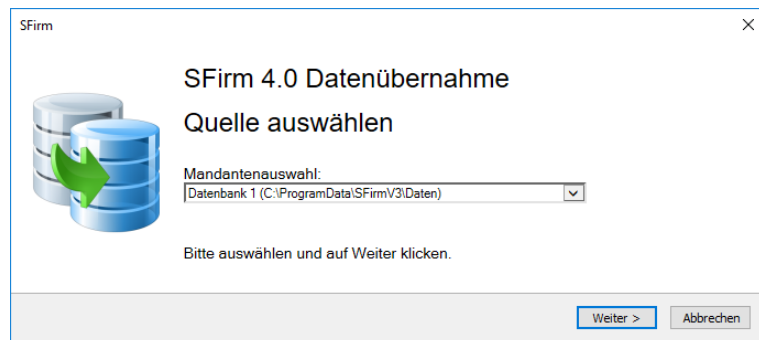 SFirm
SFirm 4.0 Datenübernahme
Quelle auswählen
Mandantenauswahl:
Datenbank 1 (C:\ProgramData\SFirmV3\Daten)
Bitte auswählen und auf Weiter klicken.
Weiter > Abbrechen